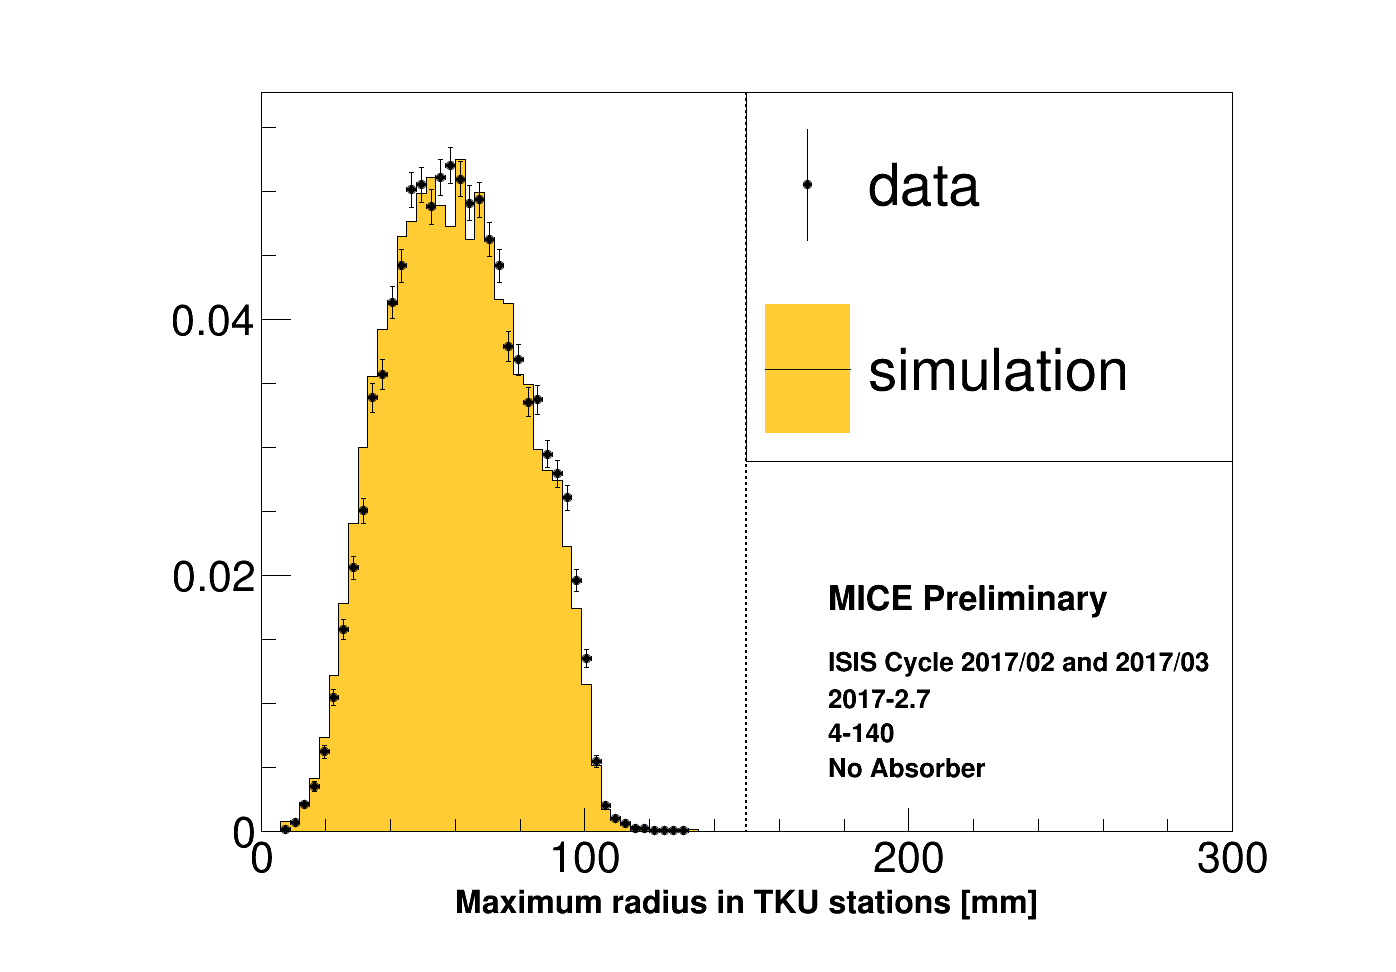 data
simulation
0.04
0.02
0
MICE Preliminary
ISIS Cycle 2017/02 and 2017/03
2017-2.7
4-140
No Absorber
0 100 200 300
Maximum radius in TKU stations [mm]